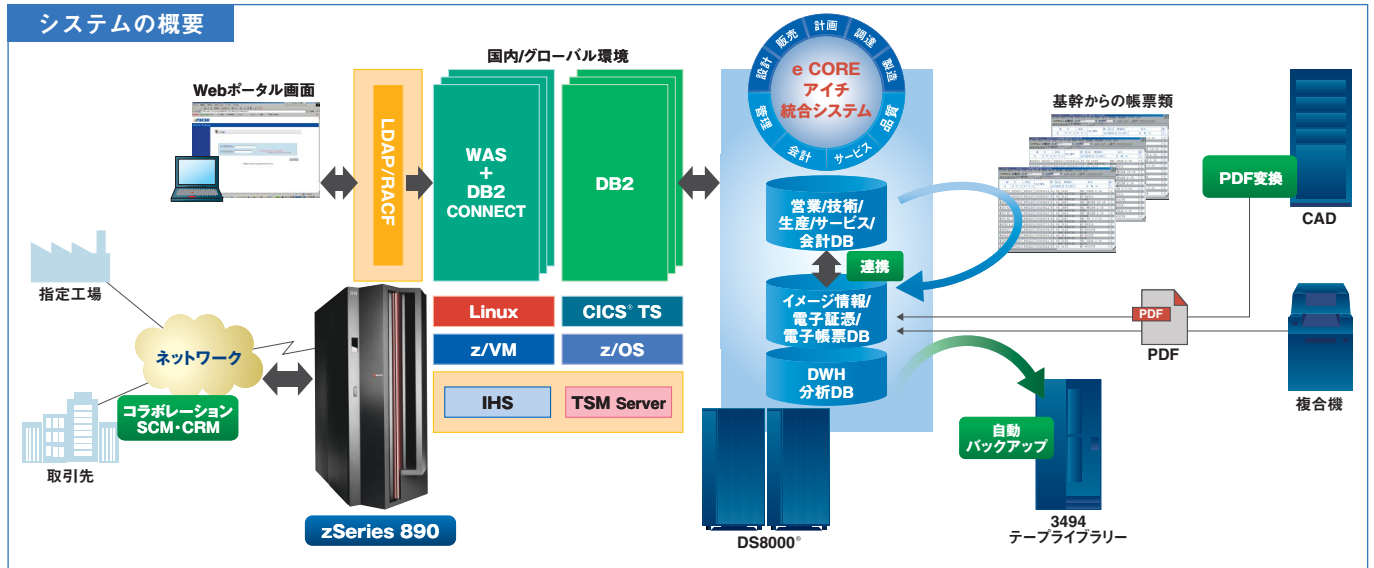 システムの概要
国内/グローバル環境
Webポータル画面
AICHI
LDAP/RACF
WAS
+
DB2
CONNECT
DB2
設計
販売
計画
調達
製造
品質
サービス
会計
管理
e CORE
アイチ
統合システム
営業/技術/
生産/サービス/
会計DB
連携
イメージ情報/
電子証憑/
電子帳票DB
DWH
分析DB
基幹からの帳票類
PDF変換
CAD
PDF
PDF
複合機
指定工場
ネットワーク
コラボレーション
SCM・CRM
取引先
Linux
CICS® TS
z/VM
z/OS
IHS
TSM Server
zSeries 890
DS8000®
自動
バックアップ
3494
テープライブラリー